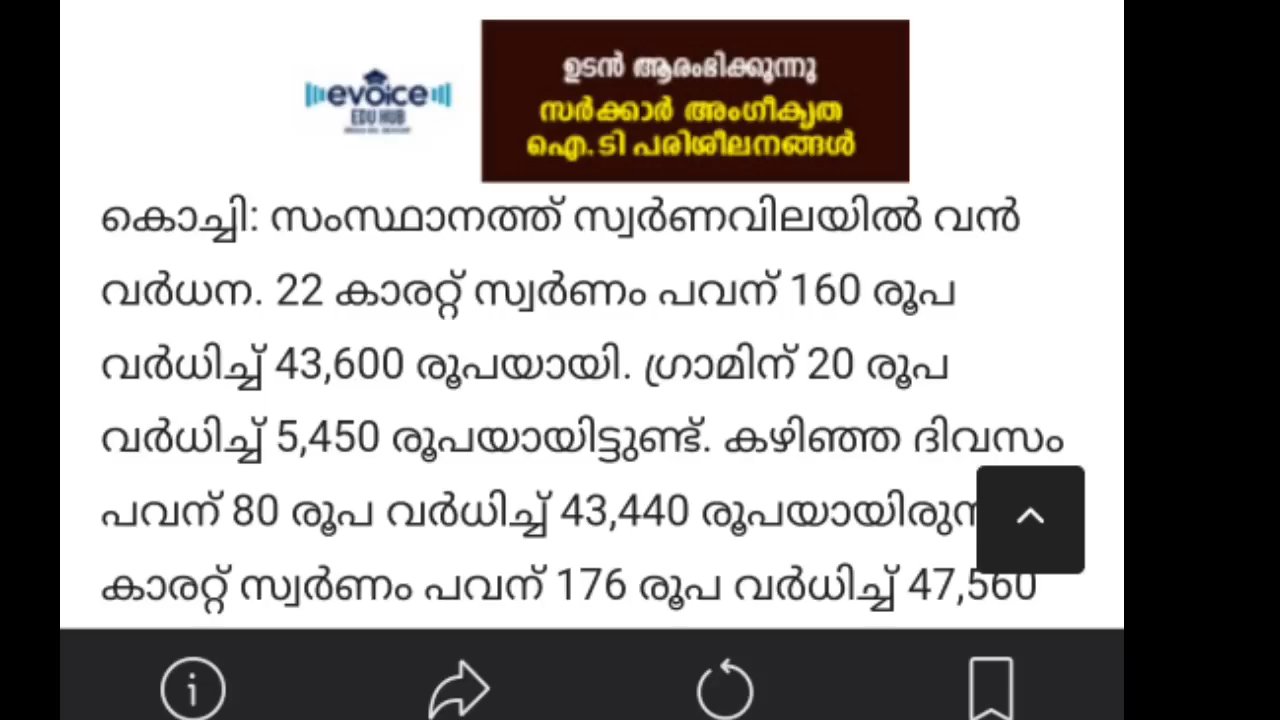 evoice
EDU HUB
ഉടൻ ആരംഭിക്കുന്നു
സർക്കാർ അംഗീകൃത
ഐ.ടി പരിശീലനങ്ങൾ
കൊച്ചി: സംസ്ഥാനത്ത് സ്വർണവിലയിൽ വൻ
വർധന. 22 കാരറ്റ് സ്വർണം പവന് 160 രൂപ
വർധിച്ച് 43,600 രൂപയായി. ഗ്രാമിന് 20 രൂപ
വർധിച്ച് 5,450 രൂപയായിട്ടുണ്ട്. കഴിഞ്ഞ ദിവസം
പവന് 80 രൂപ വർധിച്ച് 43,440
കാരറ്റ് സ്വർണം പവന് 176 രൂപ വർധിച്ച് 47,560